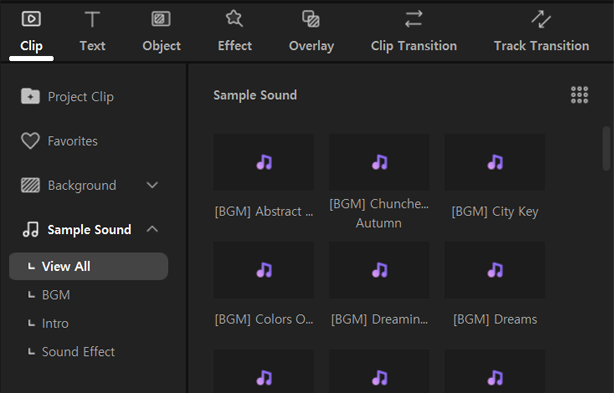 Clip Text Object Effect Overlay Clip Transition Track Transition
Project Clip
Favorites
Background
Sample Sound
View All
BGM
Intro
Sound Effect
Sample Sound
[BGM] Abstract ... [BGM] Chunche... [BGM] City Key
Autumn
[BGM] Colors O... [BGM] Dreamin... [BGM] Dreams